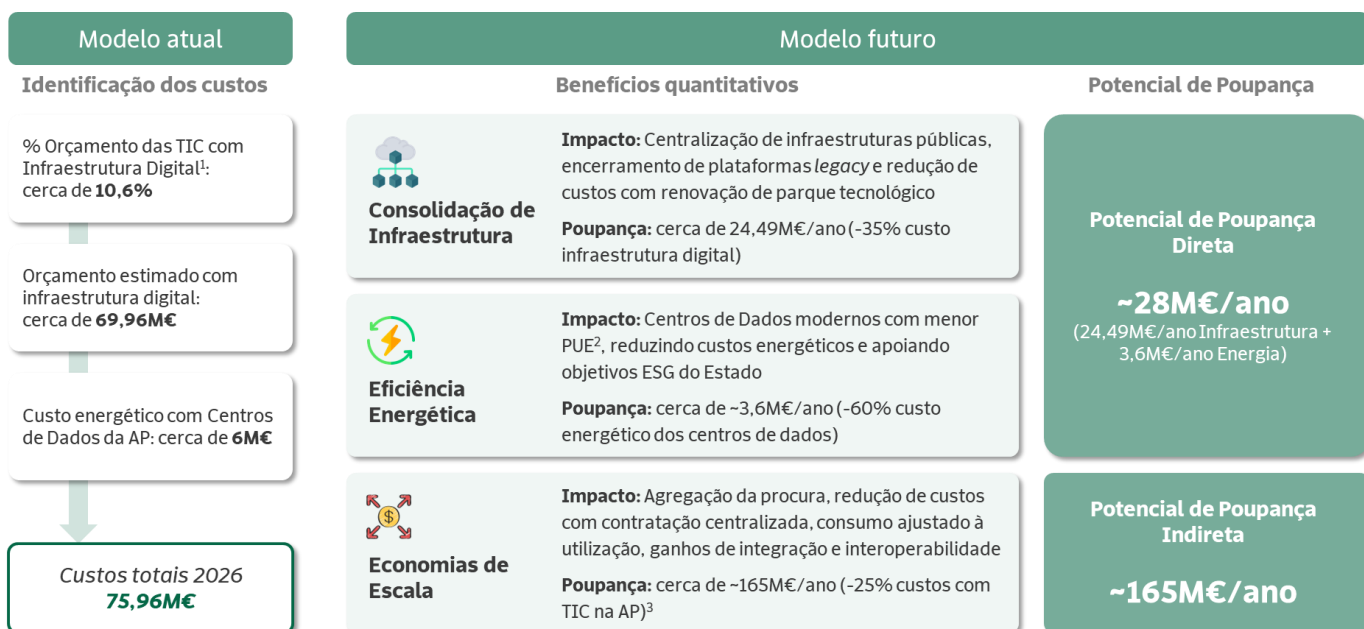 Modelo atual
Modelo futuro
Identificação dos custos
Benefícios quantitativos
Potencial de Poupança
% Orçamento das TIC com
Infraestrutura Digital¹:
cerca de 10,6%
Orçamento estimado com
infraestrutura digital:
cerca de 69,96M€
Custo energético com Centros
de Dados da AP: cerca de 6M€
Custos totais 2026
75,96M€
Consolidação de
Infraestrutura
Impacto: Centralização de infraestruturas públicas,
encerramento de plataformas legacy e redução de
custos com renovação de parque tecnológico
Poupança: cerca de 24,49M€/ano (-35% custo
infraestrutura digital)
Eficiência
Energética
Impacto: Centros de Dados modernos com menor
PUE², reduzindo custos energéticos e apoiando
objetivos ESG do Estado
Poupança: cerca de ~3,6M€/ano (-60% custo
energético dos centros de dados)
$
Economias de
Escala
Impacto: Agregação da procura, redução de custos
com contratação centralizada, consumo ajustado à
utilização, ganhos de integração e interoperabilidade
Poupança: cerca de ~165M€/ano (-25% custos com
TIC na AP)³
Potencial de Poupança
Direta
~28M€/ano
(24,49M€/ano Infraestrutura +
3,6M€/ano Energia)
Potencial de Poupança
Indireta
~165M€/ano